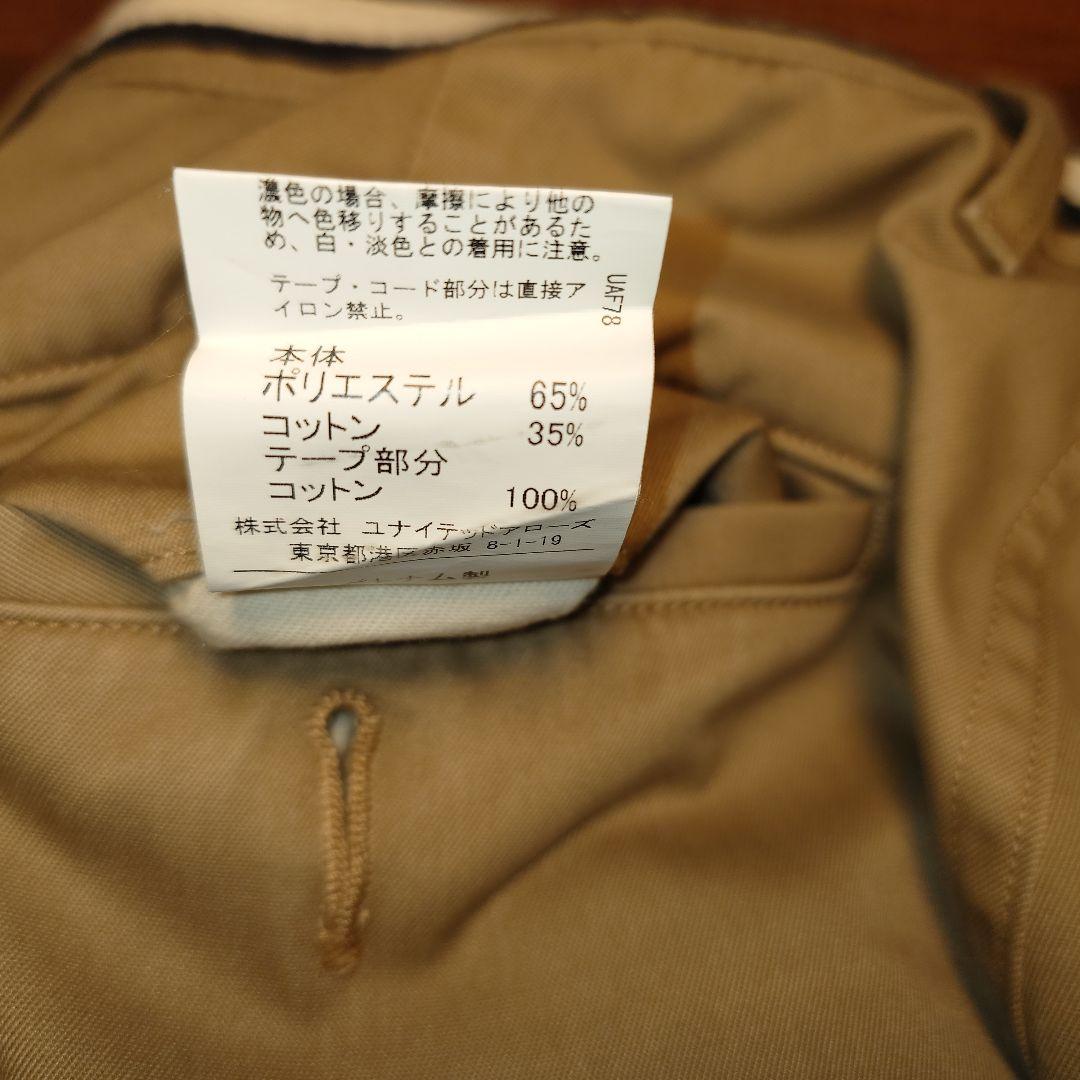 濃色の場合、摩擦により他の
物へ色移りすることがあるた
め、白・淡色との着用に注意。
テープ・コード部分は直接ア
イロン禁止。
UAF78
本体
ポリエステル 65%
コットン 35%
テープ部分
コットン 100%
株式会社 ユナイテッドアローズ
東京都港区赤坂 8-1-19